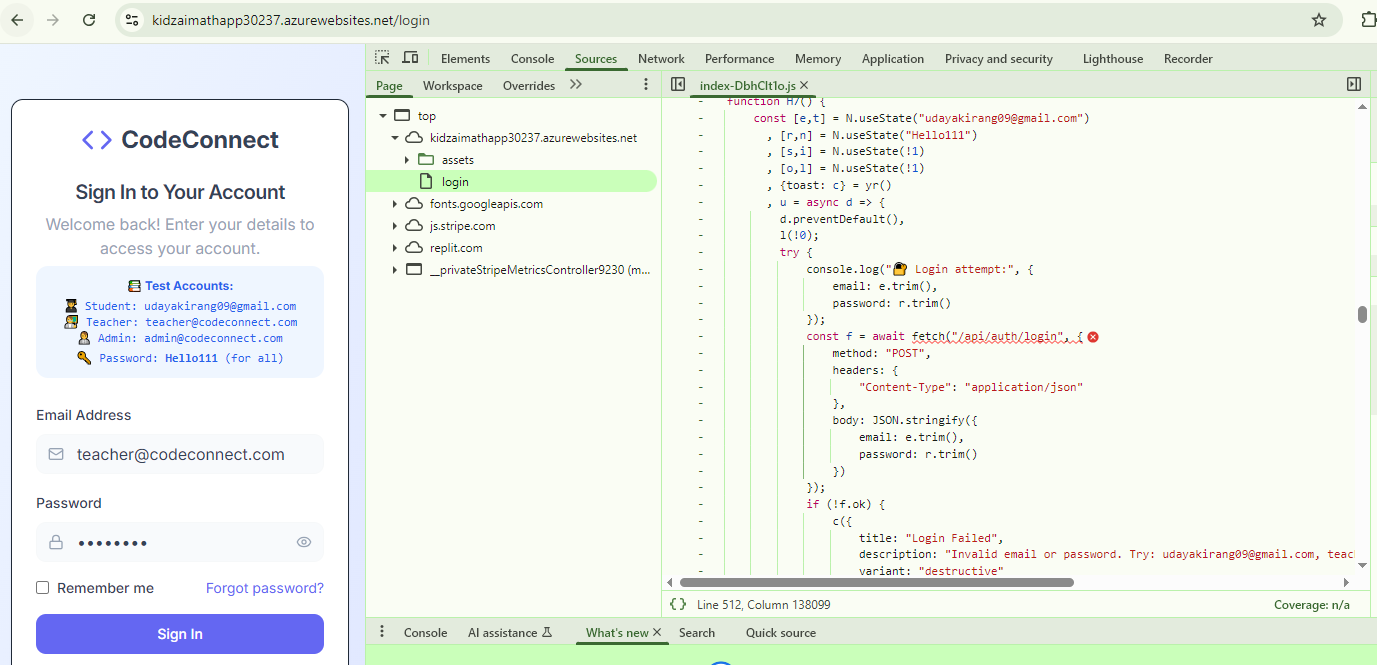 kidzaimathapp30237.azurewebsites.net/login
CodeConnect
Sign In to Your Account
Welcome back! Enter your details to
access your account.
Test Accounts:
Student: udayakirang09@gmail.com
Teacher: teacher@codeconnect.com
Admin: admin@codeconnect.com
Password: Hello111 (for all)
Email Address
teacher@codeconnect.com
Password
••••••••
Remember me Forgot password?
Sign In
Elements Console Sources Network Performance Memory Application Privacy and security Lighthouse Recorder
Page Workspace Overrides
top
kidzaimathapp30237.azurewebsites.net
assets
login
fonts.googleapis.com
js.stripe.com
replit.com
__privateStripeMetricsController9230 (m...
index-DbhClt1o.js
function H7() {
- const [e,t] = N.useState("udayakirang09@gmail.com")
- , [r,n] = N.useState("Hello111")
- , [s,i] = N.useState(!1)
- , [o,l] = N.useState(!1)
- , {toast: c} = yr()
- , u = async d => {
- d.preventDefault(),
- l(!0);
- try {
- console.log("🔐 Login attempt:", {
- email: e.trim(),
- password: r.trim()
- });
- const f = await fetch("/api/auth/login", {
- method: "POST",
- headers: {
- "Content-Type": "application/json"
- },
- body: JSON.stringify({
- email: e.trim(),
- password: r.trim()
- })
- });
- if (!f.ok) {
- c({
- title: "Login Failed",
- description: "Invalid email or password. Try: udayakirang09@gmail.com, teac
- variant: "destructive"
{ } Line 512, Column 138099 Coverage: n/a
Console AI assistance What's new Search Quick source